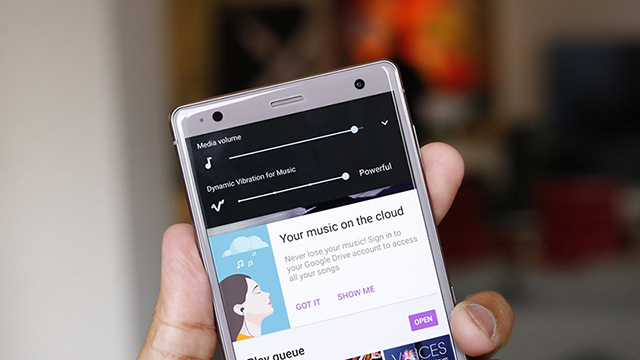 Media volume
Dynamic Vibration for Music
Powerful
Your music on the cloud
Never lose your music! Sign in to
your Google Drive account to access
all your songs
GOT IT SHOW ME
OPEN
Play queue
VOICES